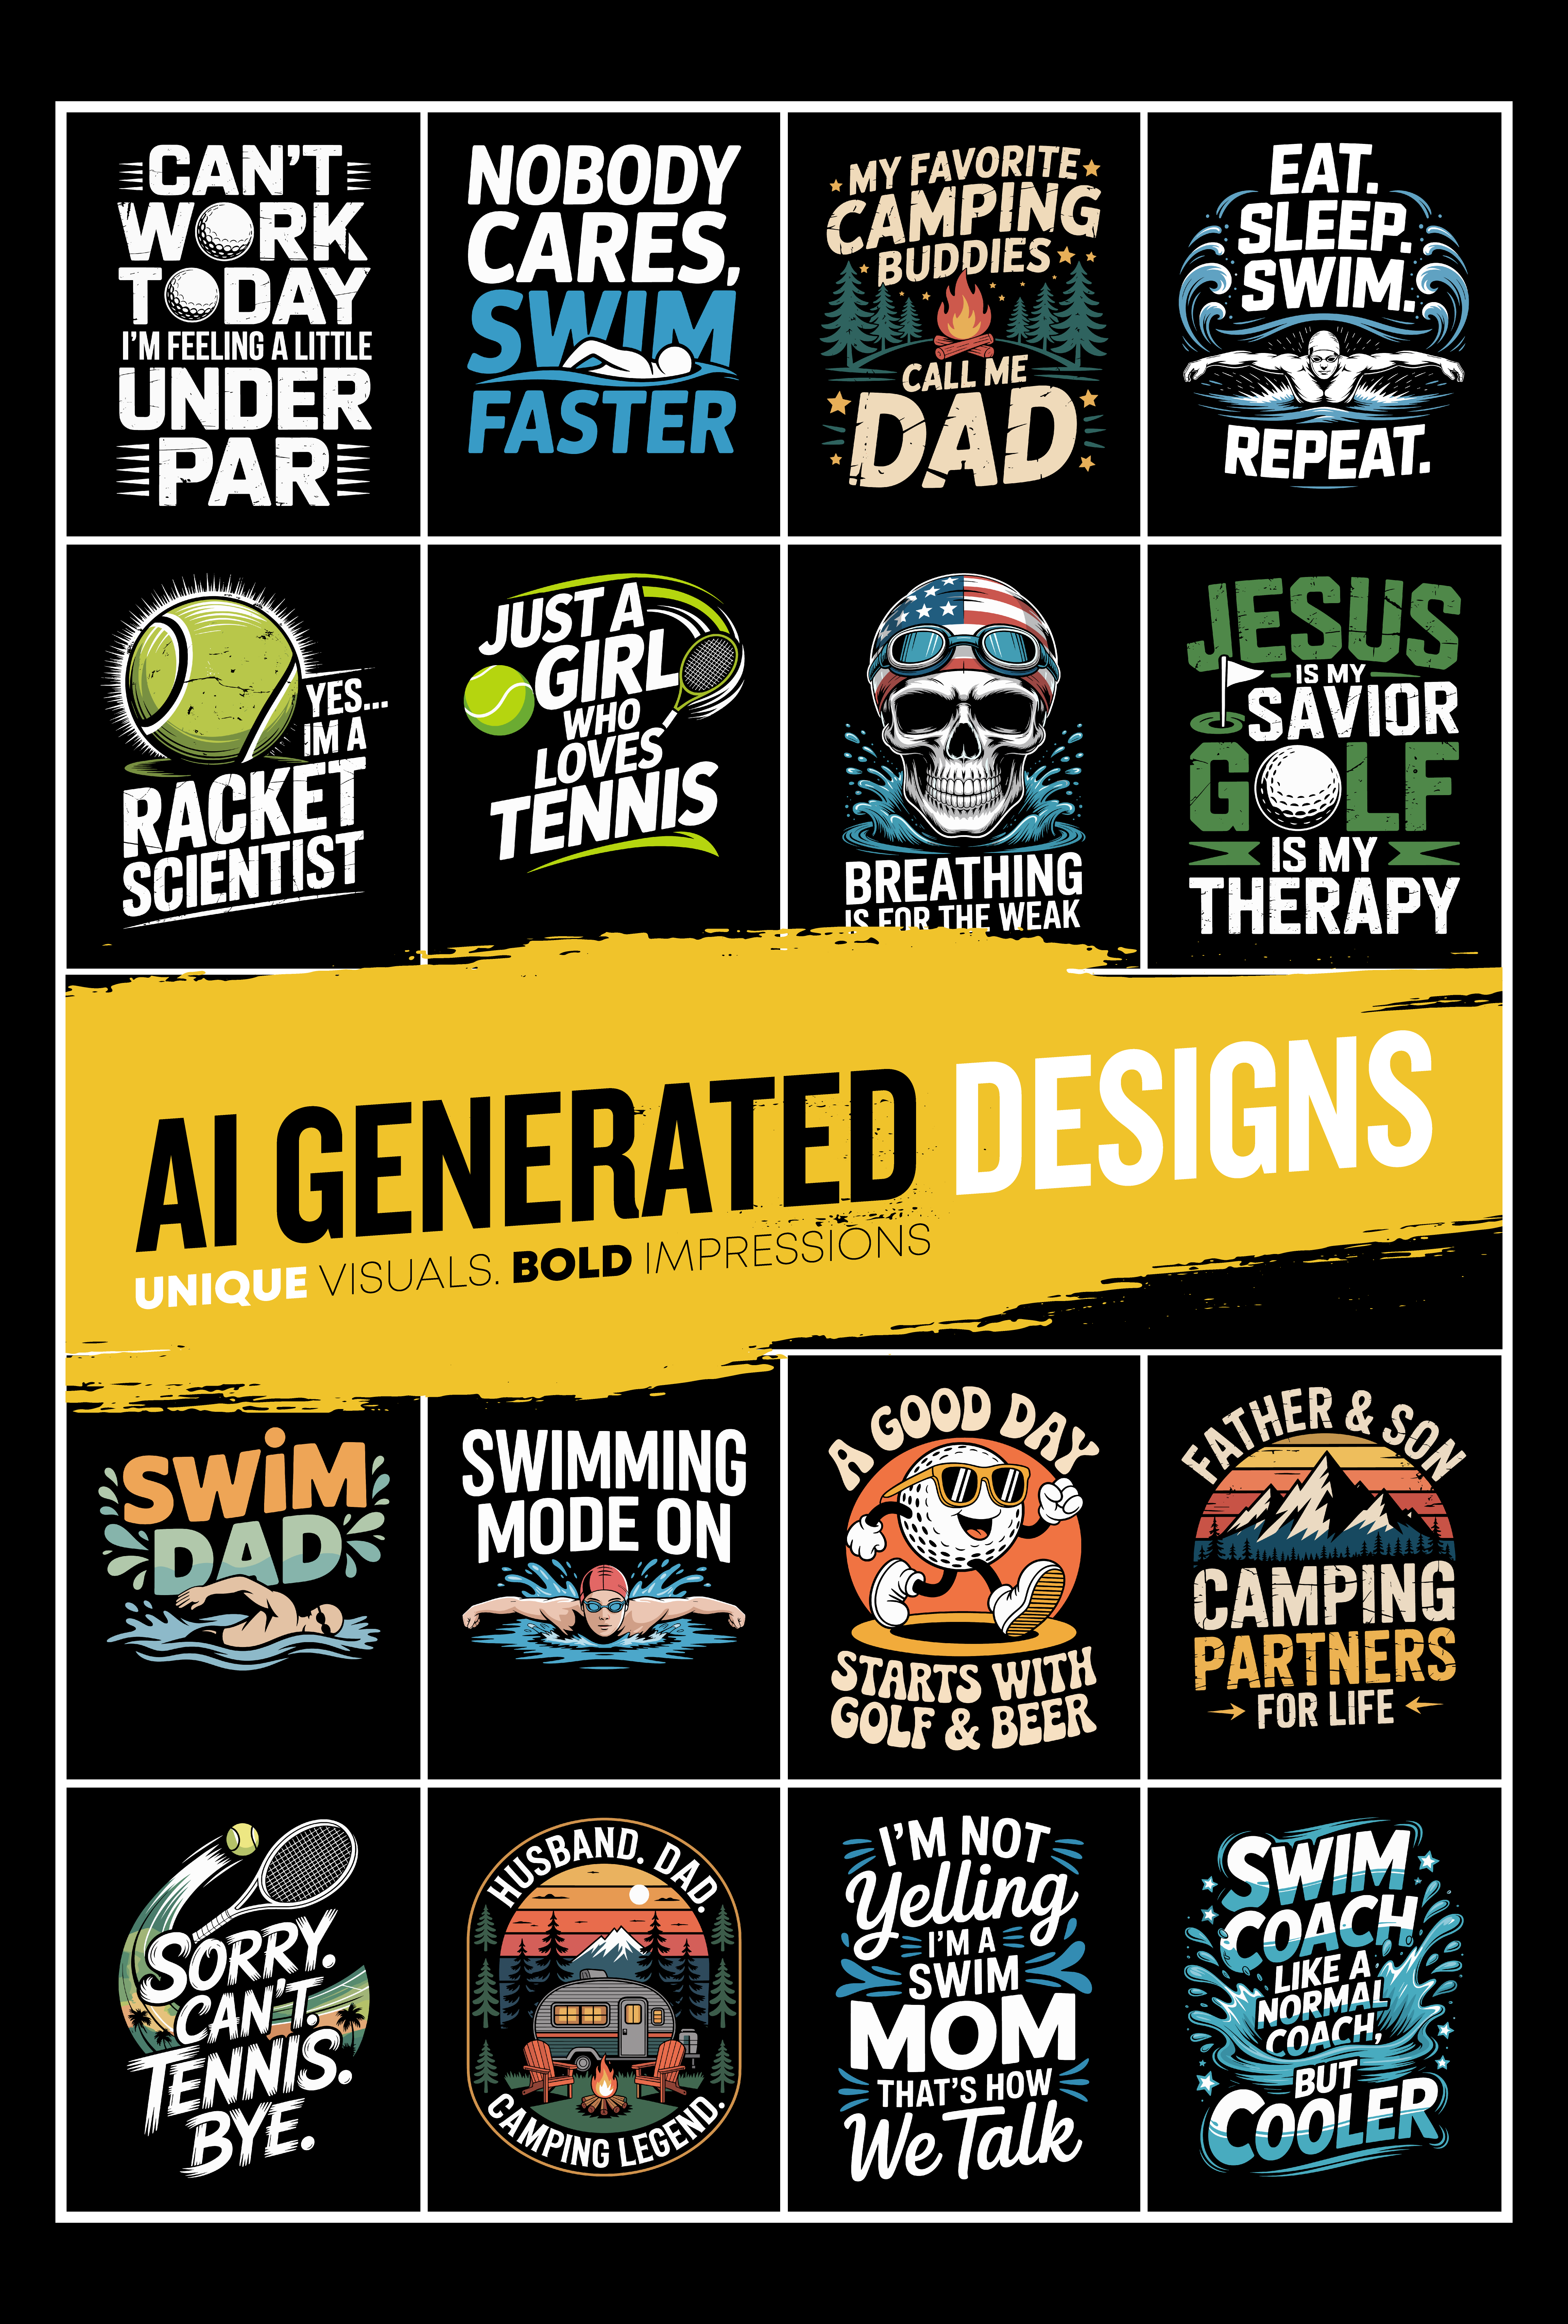 CAN'T
WORK
TODAY
I'M FEELING A LITTLE
UNDER
PAR
NOBODY
CARES,
SWIM
FASTER
MY FAVORITE
CAMPING
BUDDIES
CALL ME
DAD
EAT.
SLEEP.
SWIM.
REPEAT.
YES...
IM A
RACKET
SCIENTIST
JUST A
GIRL
WHO
LOVES
TENNIS
BREATHING
IS FOR THE WEAK
JESUS
IS MY
SAVIOR
GOLF
IS MY
THERAPY
AI GENERATED DESIGNS
UNIQUE VISUALS. BOLD IMPRESSIONS
SWiM
DAD
SWIMMING
MODE ON
A GOOD DAY
STARTS WITH
GOLF & BEER
FATHER & SON
CAMPING
PARTNERS
FOR LIFE
SORRY.
CAN'T.
TENNIS.
BYE.
HUSBAND. DAD.
CAMPING LEGEND.
I'M NOT
Yelling
I'M A
SWIM
MOM
THAT'S HOW
We Talk
SWIM
COACH
LIKE A
NORMAL
COACH,
BUT
COOLER